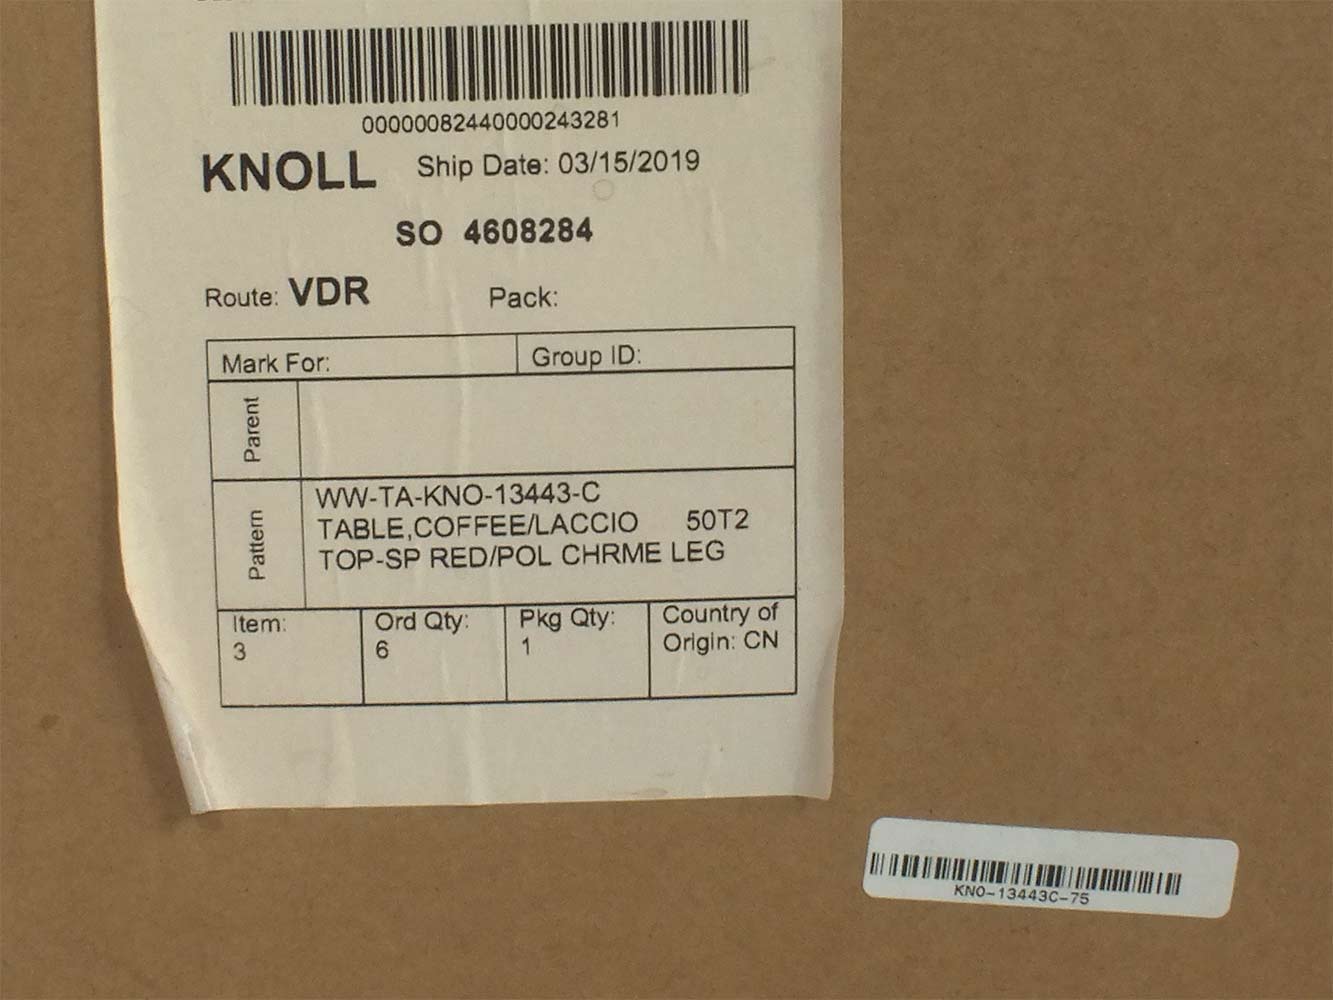 00000082440000243281
KNOLL Ship Date: 03/15/2019
SO 4608284
Route: VDR Pack:
Mark For: Group ID:
Parent
Pattern
WW-TA-KNO-13443-C
TABLE,COFFEE/LACCIO 50T2
TOP-SP RED/POL CHRME LEG
Item: Ord Qty: Pkg Qty: Country of
3 6 1 Origin: CN
KNO-13443C-75